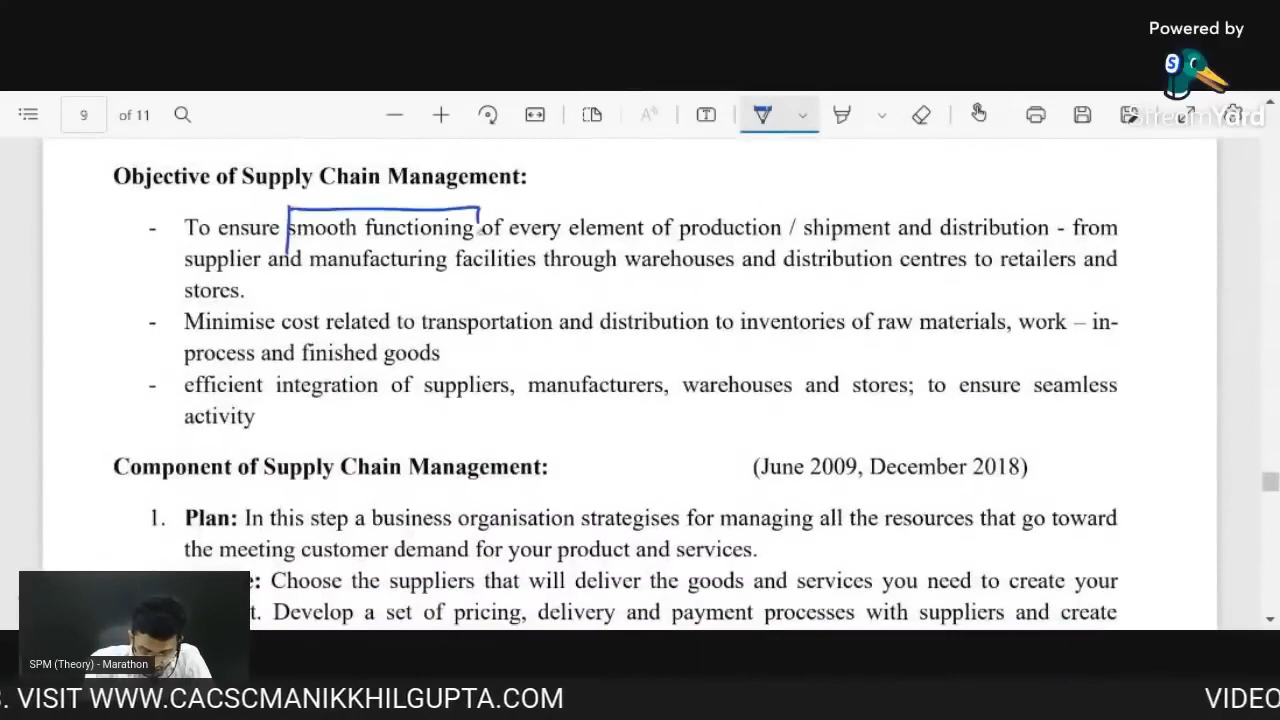 Powered by
S
StreamYard
9 of 11
Objective of Supply Chain Management:
- To ensure smooth functioning of every element of production / shipment and distribution - from
supplier and manufacturing facilities through warehouses and distribution centres to retailers and
stores.
- Minimise cost related to transportation and distribution to inventories of raw materials, work – in-
process and finished goods
- efficient integration of suppliers, manufacturers, warehouses and stores; to ensure seamless
activity
Component of Supply Chain Management: (June 2009, December 2018)
1. Plan: In this step a business organisation strategises for managing all the resources that go toward
the meeting customer demand for your product and services.
e: Choose the suppliers that will deliver the goods and services you need to create your
t. Develop a set of pricing, delivery and payment processes with suppliers and create
SPM (Theory) - Marathon
. VISIT WWW.CACSCMANIKKHILGUPTA.COM
VIDEO